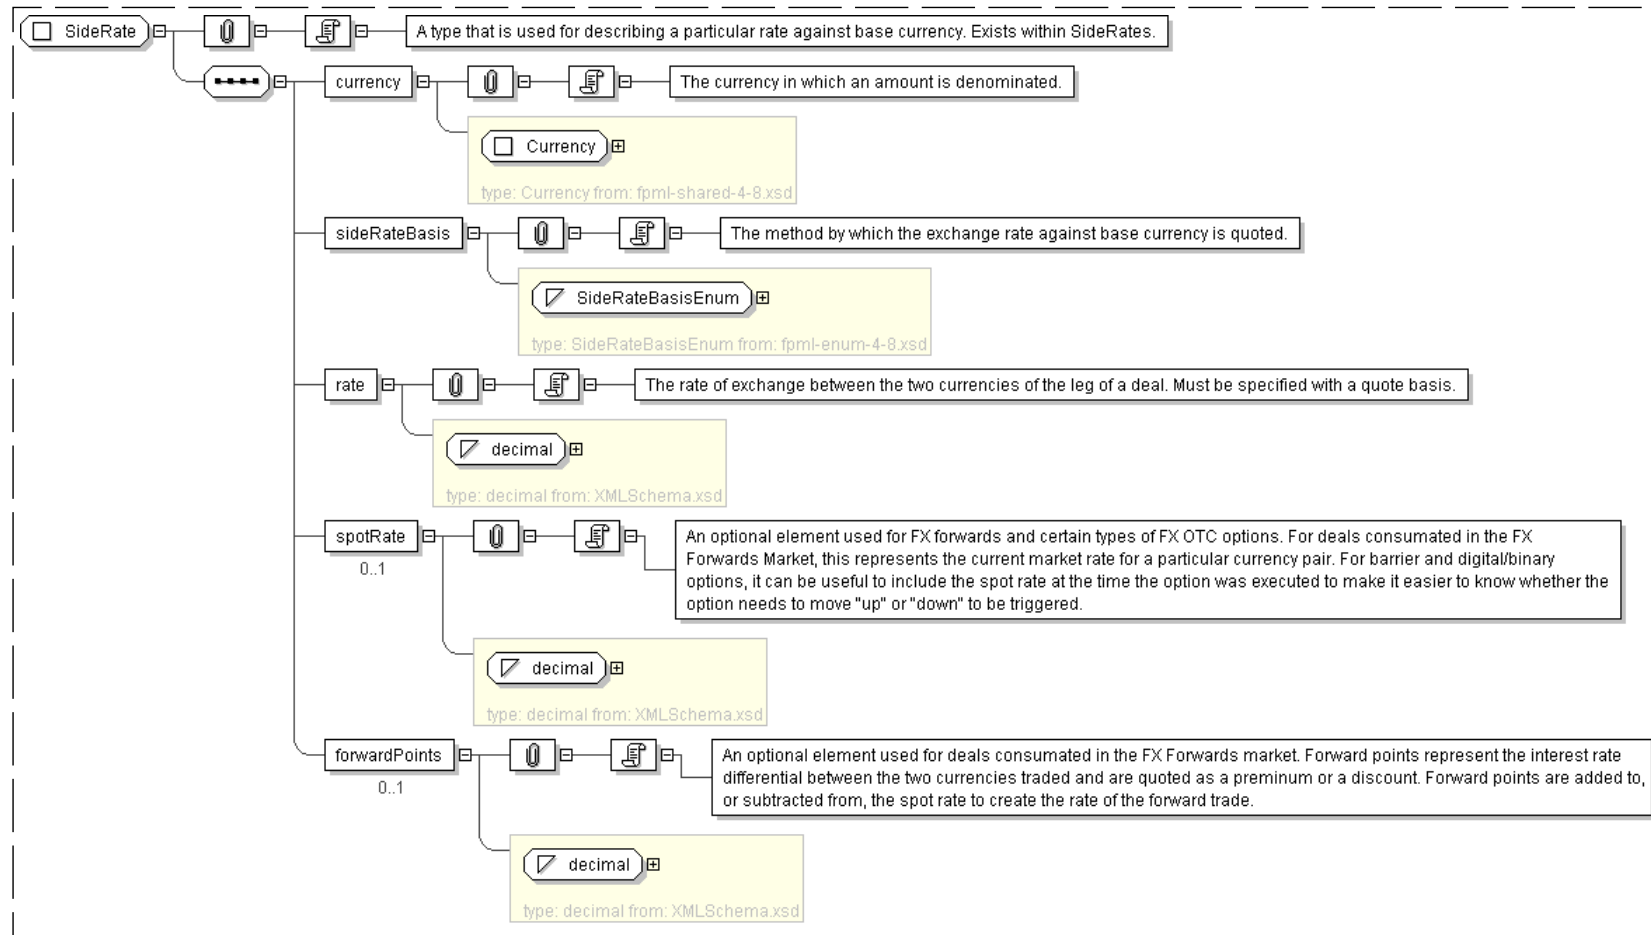 SideRate
A type that is used for describing a particular rate against base currency. Exists within SideRates.
currency
The currency in which an amount is denominated.
Currency
type: Currency from: fpml-shared-4-8.xsd
sideRateBasis
The method by which the exchange rate against base currency is quoted.
SideRateBasisEnum
type: SideRateBasisEnum from: fpml-enum-4-8.xsd
rate
The rate of exchange between the two currencies of the leg of a deal. Must be specified with a quote basis.
decimal
type: decimal from: XMLSchema.xsd
spotRate
0..1
An optional element used for FX forwards and certain types of FX OTC options. For deals consumated in the FX
Forwards Market, this represents the current market rate for a particular currency pair. For barrier and digital/binary
options, it can be useful to include the spot rate at the time the option was executed to make it easier to know whether the
option needs to move "up" or "down" to be triggered.
decimal
type: decimal from: XMLSchema.xsd
forwardPoints
0..1
An optional element used for deals consumated in the FX Forwards market. Forward points represent the interest rate
differential between the two currencies traded and are quoted as a preminum or a discount. Forward points are added to,
or subtracted from, the spot rate to create the rate of the forward trade.
decimal
type: decimal from: XMLSchema.xsd